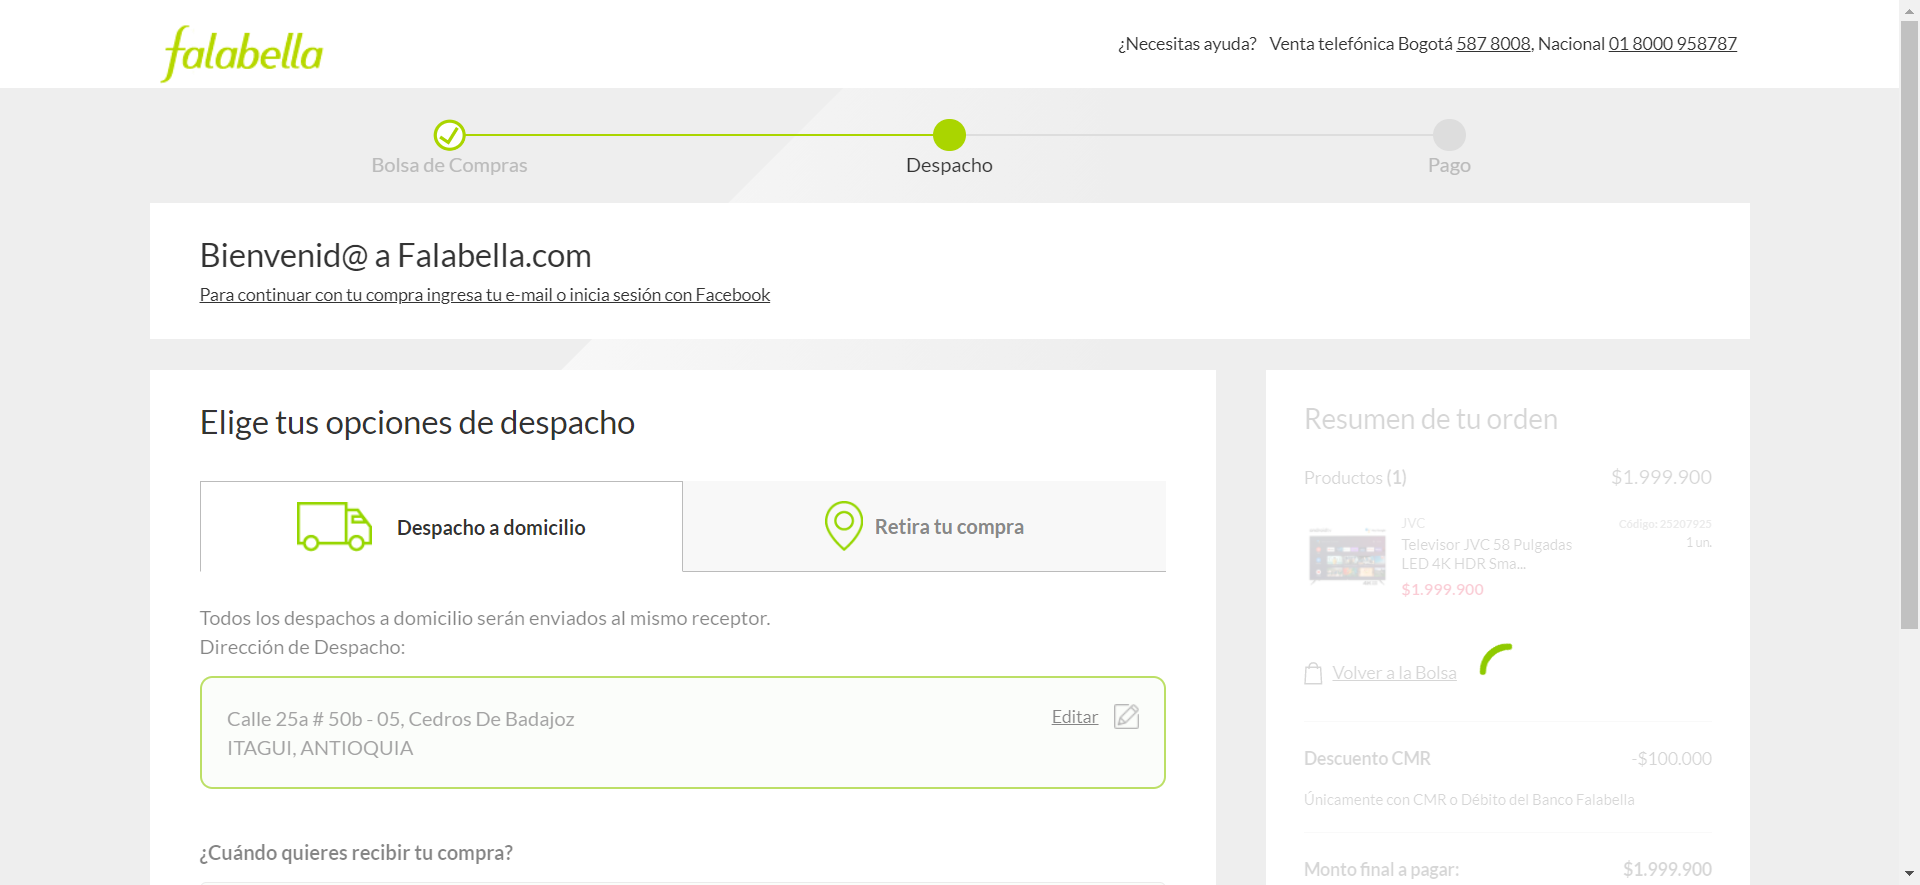 falabella
¿Necesitas ayuda? Venta telefónica Bogotá 587 8008, Nacional 01 8000 958787
Bolsa de Compras
Despacho
Pago
Bienvenid@ a Falabella.com
Para continuar con tu compra ingresa tu e-mail o inicia sesión con Facebook
Elige tus opciones de despacho
Despacho a domicilio
Retira tu compra
Todos los despachos a domicilio serán enviados al mismo receptor.
Dirección de Despacho:
Calle 25a # 50b - 05, Cedros De Badajoz
ITAGUI, ANTIOQUIA
Editar
¿Cuándo quieres recibir tu compra?
Resumen de tu orden
Productos (1) $1.999.900
JVC
Código: 25207925
Televisor JVC 58 Pulgadas
LED 4K HDR Sma...
1 un.
$1.999.900
Volver a la Bolsa
Descuento CMR -$100.000
Únicamente con CMR o Débito del Banco Falabella
Monto final a pagar: $1.999.900